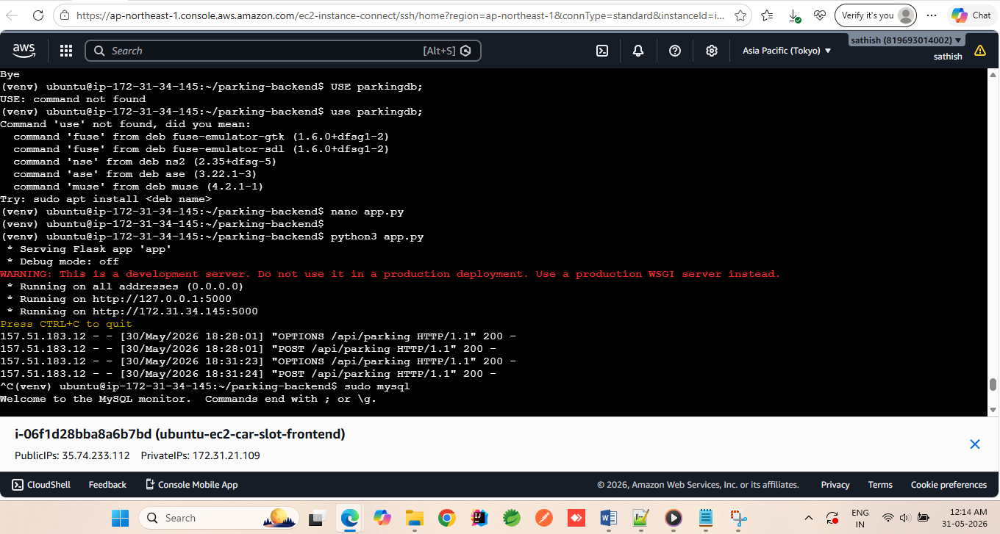 https://ap-northeast-1.console.aws.amazon.com/ec2-instance-connect/ssh/home?region=ap-northeast-1&connType=standard&instanceId=i...
Verify it's you
Chat
aws
Search
[Alt+S]
Asia Pacific (Tokyo)
sathish (819693014002)
sathish
Bye
(venv) ubuntu@ip-172-31-34-145:~/parking-backend$ USE parkingdb;
USE: command not found
(venv) ubuntu@ip-172-31-34-145:~/parking-backend$ use parkingdb;
Command 'use' not found, did you mean:
  command 'fuse' from deb fuse-emulator-gtk (1.6.0+dfsg1-2)
  command 'fuse' from deb fuse-emulator-sdl (1.6.0+dfsg1-2)
  command 'nse' from deb ns2 (2.35+dfsg-5)
  command 'ase' from deb ase (3.22.1-3)
  command 'muse' from deb muse (4.2.1-1)
Try: sudo apt install <deb name>
(venv) ubuntu@ip-172-31-34-145:~/parking-backend$ nano app.py
(venv) ubuntu@ip-172-31-34-145:~/parking-backend$
(venv) ubuntu@ip-172-31-34-145:~/parking-backend$ python3 app.py
 * Serving Flask app 'app'
 * Debug mode: off
WARNING: This is a development server. Do not use it in a production deployment. Use a production WSGI server instead.
 * Running on all addresses (0.0.0.0)
 * Running on http://127.0.0.1:5000
 * Running on http://172.31.34.145:5000
Press CTRL+C to quit
157.51.183.12 - - [30/May/2026 18:28:01] "OPTIONS /api/parking HTTP/1.1" 200 -
157.51.183.12 - - [30/May/2026 18:28:01] "POST /api/parking HTTP/1.1" 200 -
157.51.183.12 - - [30/May/2026 18:31:23] "OPTIONS /api/parking HTTP/1.1" 200 -
157.51.183.12 - - [30/May/2026 18:31:24] "POST /api/parking HTTP/1.1" 200 -
^C(venv) ubuntu@ip-172-31-34-145:~/parking-backend$ sudo mysql
Welcome to the MySQL monitor.  Commands end with ; or \g.
i-06f1d28bba8a6b7bd (ubuntu-ec2-car-slot-frontend)
PublicIPs: 35.74.233.112 PrivateIPs: 172.31.21.109
CloudShell
Feedback
Console Mobile App
© 2026, Amazon Web Services, Inc. or its affiliates.
Privacy
Terms
Cookie preferences
Search
ENG
IN
12:14 AM
31-05-2026